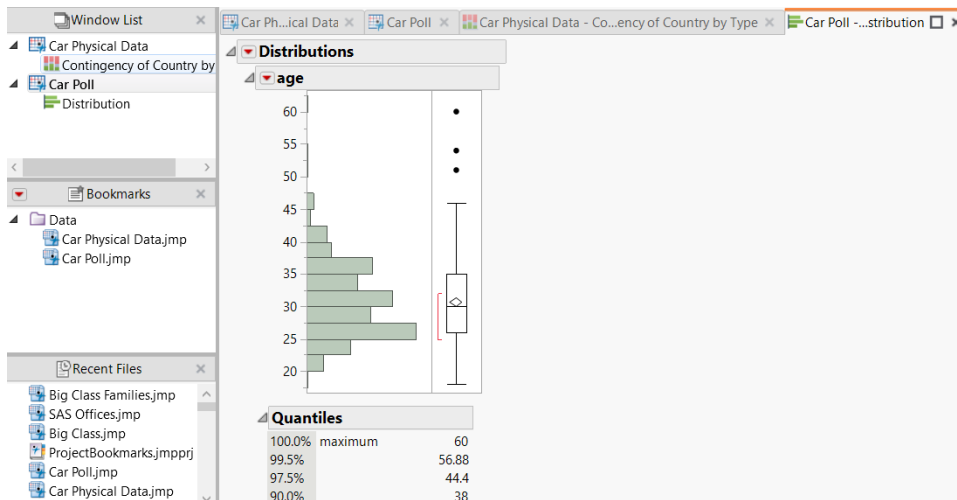 Window List
Car Physical Data
Contingency of Country by
Car Poll
Distribution
Bookmarks
Data
Car Physical Data.jmp
Car Poll.jmp
Recent Files
Big Class Families.jmp
SAS Offices.jmp
Big Class.jmp
ProjectBookmarks.jmpprj
Car Poll.jmp
Car Physical Data.jmp
Car Ph...ical Data
Car Poll
Car Physical Data - Co...ency of Country by Type
Car Poll -...stribution
Distributions
age
60
55
50
45
40
35
30
25
20
Quantiles
100.0% maximum 60
99.5% 56.88
97.5% 44.4
90.0% 38